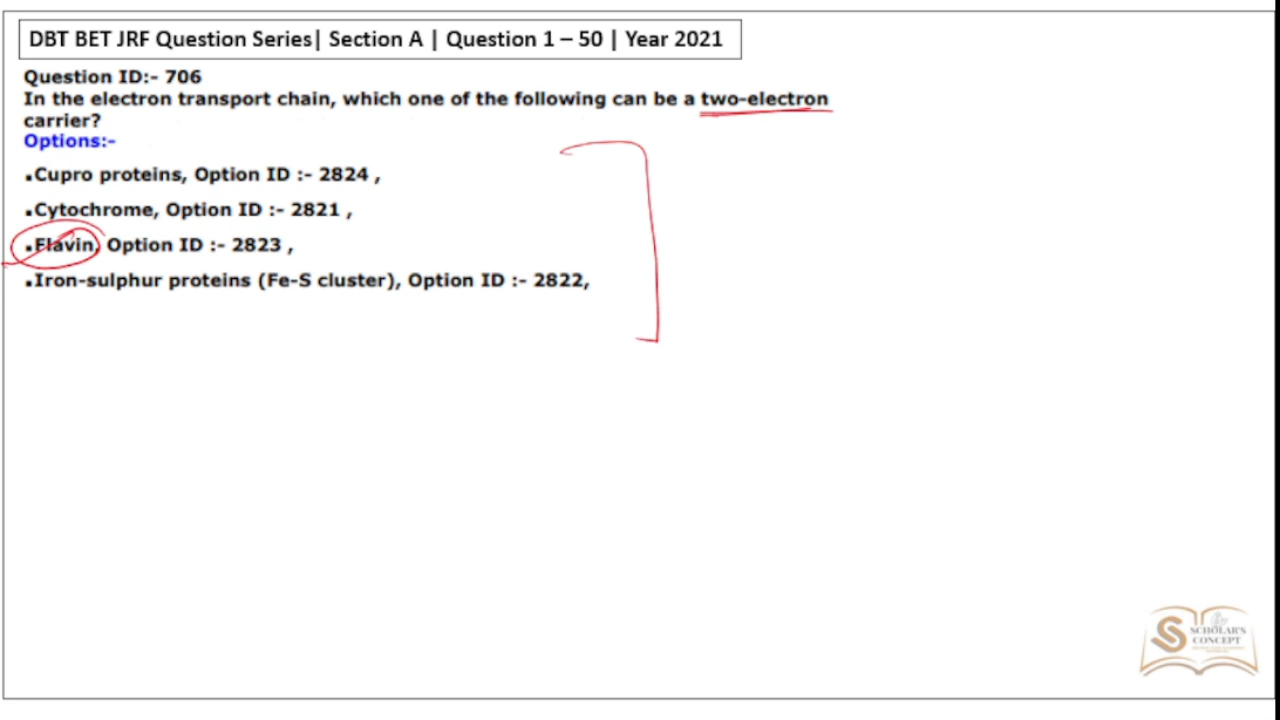 DBT BET JRF Question Series| Section A | Question 1 – 50 | Year 2021
Question ID:- 706
In the electron transport chain, which one of the following can be a two-electron
carrier?
Options:-
.Cupro proteins, Option ID :- 2824 ,
.Cytochrome, Option ID :- 2821 ,
.Flavin, Option ID :- 2823 ,
.Iron-sulphur proteins (Fe-S cluster), Option ID :- 2822,
SCHOLAR'S
CONCEPT